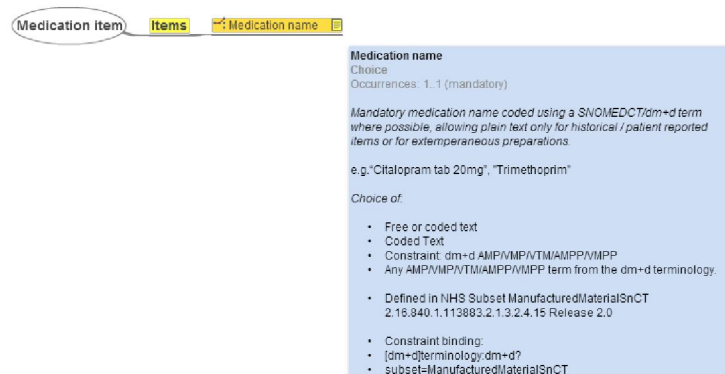 Medication item
Items
Medication name
Medication name
Choice
Occurrences: 1..1 (mandatory)
Mandatory medication name coded using a SNOMEDCT/dm+d term
where possible, allowing plain text only for historical / patient reported
items or for extemperaneous preparations.
e.g."Citalopram tab 20mg", "Trimethoprim"
Choice of:
• Free or coded text
• Coded Text
• Constraint: dm+d AMP/VMP/VTM/AMPP/VMPP
• Any AMP/VMP/VTM/AMPP/VMPP term from the dm+d terminology.
• Defined in NHS Subset ManufacturedMaterialSnCT
2.16.840.1.113883.2.1.3.2.4.15 Release 2.0
• Constraint binding:
• [dm+d]terminology:dm+d?
• subset=ManufacturedMaterialSnCT